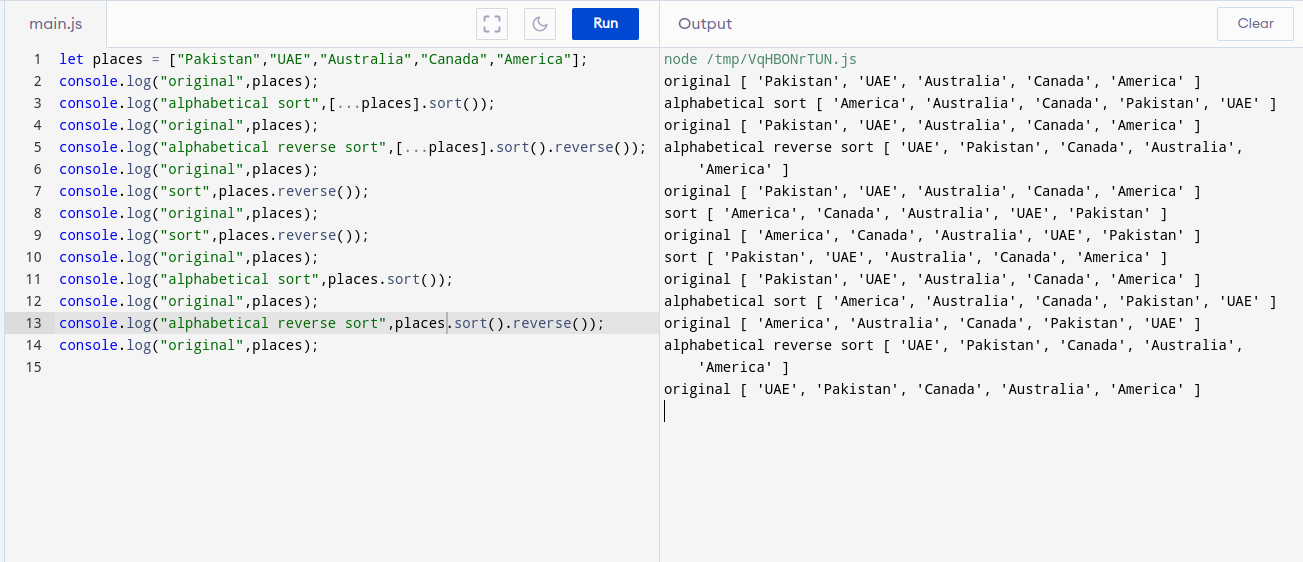 main.js
Run
Output
Clear
1 let places = ["Pakistan","UAE","Australia","Canada","America"];
2 console.log("original",places);
3 console.log("alphabetical sort",[...places].sort());
4 console.log("original",places);
5 console.log("alphabetical reverse sort",[...places].sort().reverse());
6 console.log("original",places);
7 console.log("sort",places.reverse());
8 console.log("original",places);
9 console.log("sort",places.reverse());
10 console.log("original",places);
11 console.log("alphabetical sort",places.sort());
12 console.log("original",places);
13 console.log("alphabetical reverse sort",places.sort().reverse());
14 console.log("original",places);
15
node /tmp/VqHBONrTUN.js
original [ 'Pakistan', 'UAE', 'Australia', 'Canada', 'America' ]
alphabetical sort [ 'America', 'Australia', 'Canada', 'Pakistan', 'UAE' ]
original [ 'Pakistan', 'UAE', 'Australia', 'Canada', 'America' ]
alphabetical reverse sort [ 'UAE', 'Pakistan', 'Canada', 'Australia',
'America' ]
original [ 'Pakistan', 'UAE', 'Australia', 'Canada', 'America' ]
sort [ 'America', 'Canada', 'Australia', 'UAE', 'Pakistan' ]
original [ 'America', 'Canada', 'Australia', 'UAE', 'Pakistan' ]
sort [ 'Pakistan', 'UAE', 'Australia', 'Canada', 'America' ]
original [ 'Pakistan', 'UAE', 'Australia', 'Canada', 'America' ]
alphabetical sort [ 'America', 'Australia', 'Canada', 'Pakistan', 'UAE' ]
original [ 'America', 'Australia', 'Canada', 'Pakistan', 'UAE' ]
alphabetical reverse sort [ 'UAE', 'Pakistan', 'Canada', 'Australia',
'America' ]
original [ 'UAE', 'Pakistan', 'Canada', 'Australia', 'America' ]